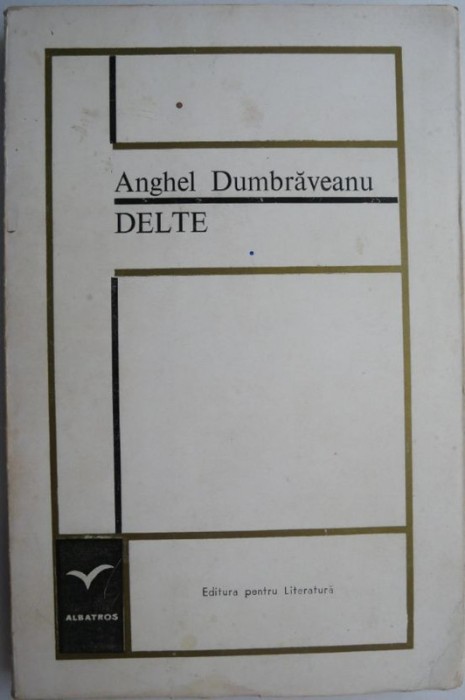 Anghel Dumbrăveanu
DELTE
Editura pentru Literatură
ALBATROS